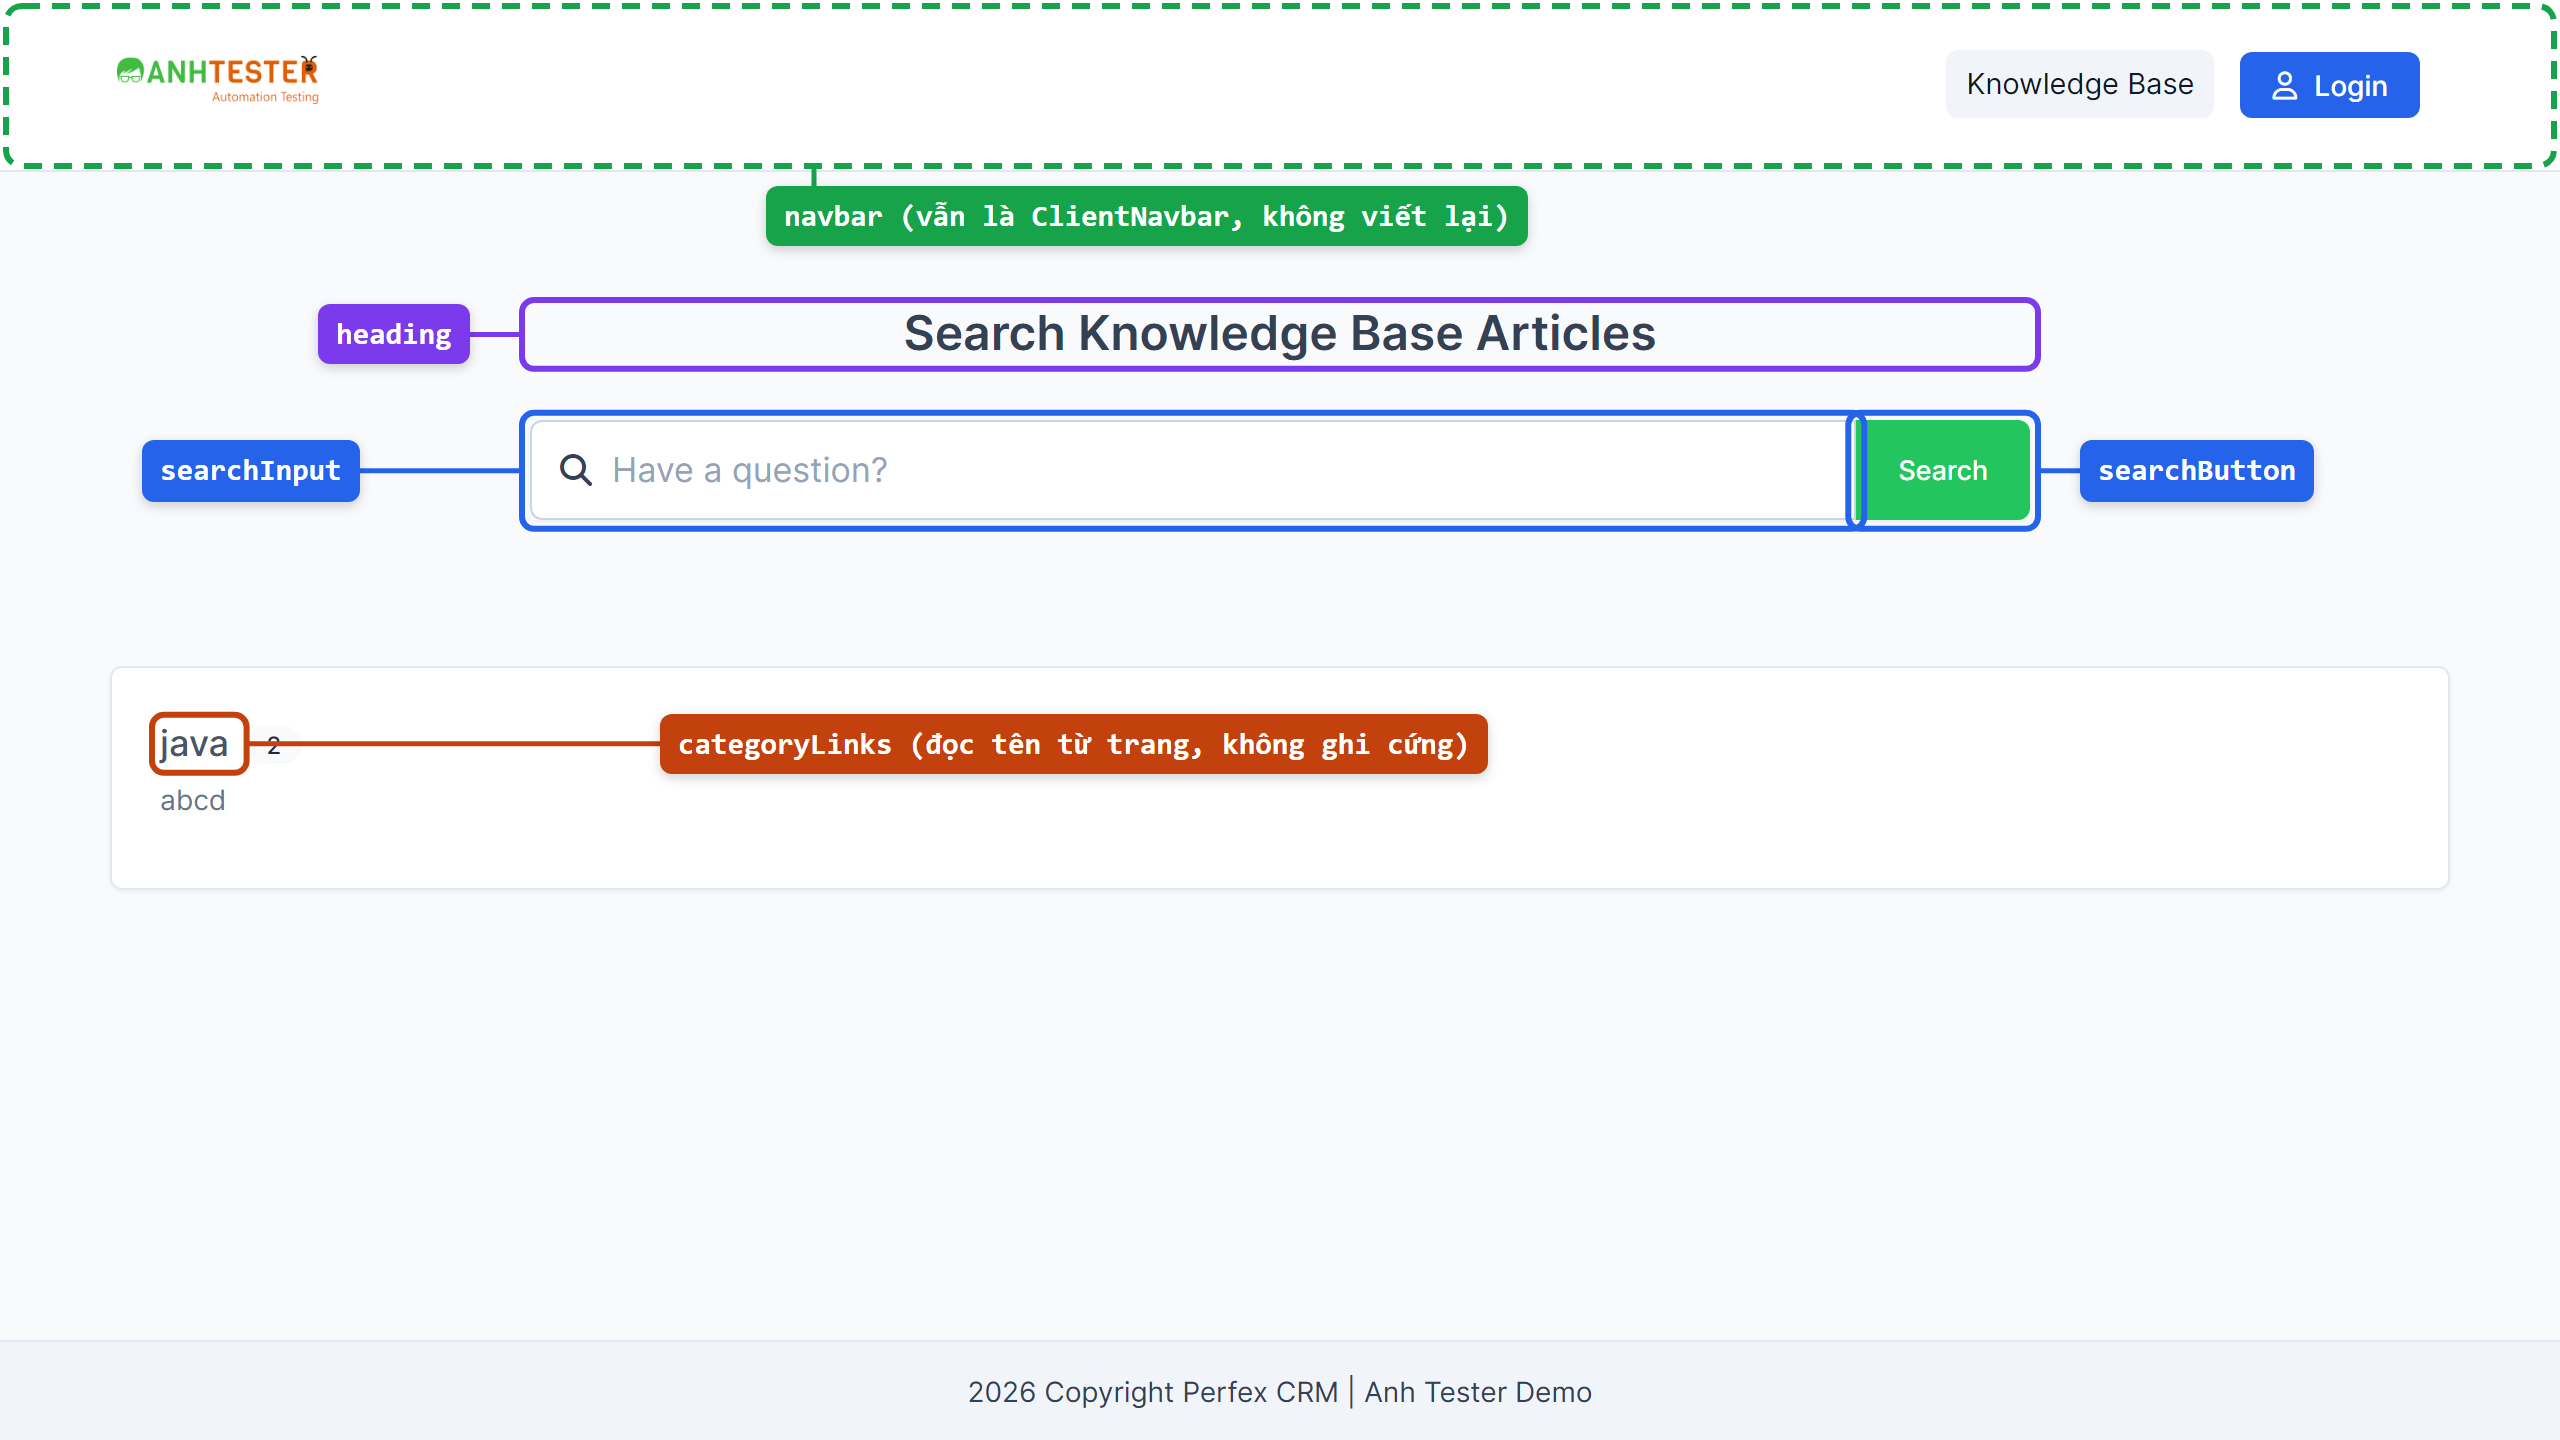 ANHTESTER
Automation Testing
Knowledge Base
Login
navbar (vẫn là ClientNavbar, không viết lại)
heading
Search Knowledge Base Articles
searchInput
Have a question?
Search
searchButton
java
2
categoryLinks (đọc tên từ trang, không ghi cứng)
abcd
2026 Copyright Perfex CRM | Anh Tester Demo